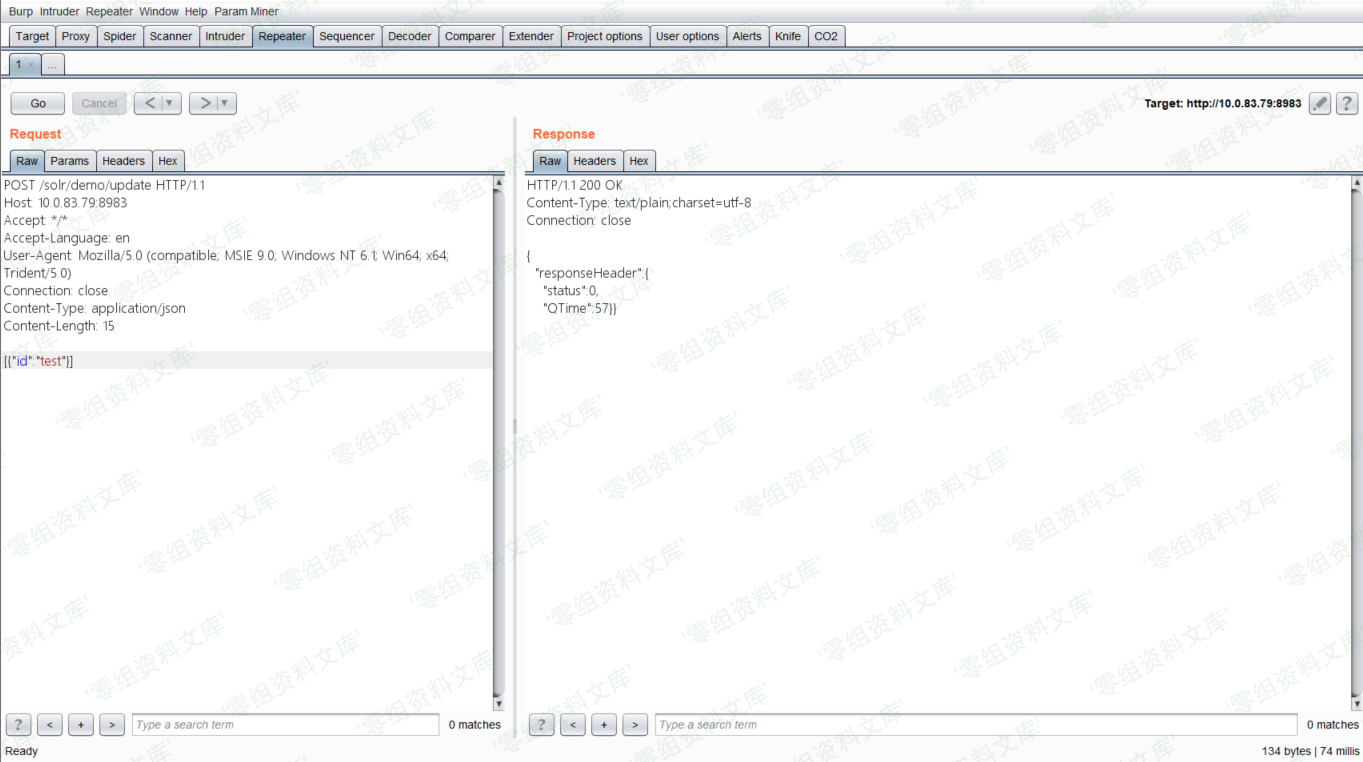 Burp Intruder Repeater Window Help Param Miner
Target Proxy Spider Scanner Intruder Repeater Sequencer Decoder Comparer Extender Project options User options Alerts Knife CO2
1 × ...
Go Cancel < ▼ > ▼ Target: http://10.0.83.79:8983 ?
Request
Raw Params Headers Hex
POST /solr/demo/update HTTP/1.1
Host: 10.0.83.79:8983
Accept: */*
Accept-Language: en
User-Agent: Mozilla/5.0 (compatible; MSIE 9.0; Windows NT 6.1; Win64; x64;
Trident/5.0)
Connection: close
Content-Type: application/json
Content-Length: 15
[{"id":"test"}]
? < + > Type a search term 0 matches
Response
Raw Headers Hex
HTTP/1.1 200 OK
Content-Type: text/plain;charset=utf-8
Connection: close
{
"responseHeader":{
"status":0,
"QTime":57}}
? < + > Type a search term 0 matches
Ready
134 bytes | 74 millis
'零组资料文库'